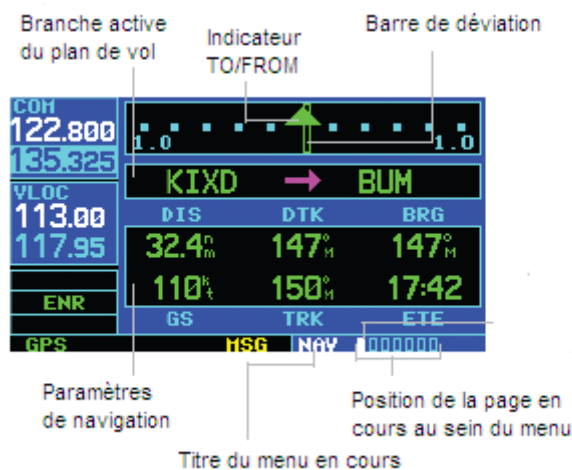 Branche active
du plan de vol
Indicateur
TO/FROM
Barre de déviation
COM
122.800
135.325
VLOC
113.00
117.95
ENR
GPS
1.0
1.0
KIXD → BUM
DIS DTK BRG
32.4nm 147°M 147°M
110kt 150°M 17:42
GS TRK ETE
MSG NAV
Paramètres
de navigation
Position de la page en
cours au sein du menu
Titre du menu en cours